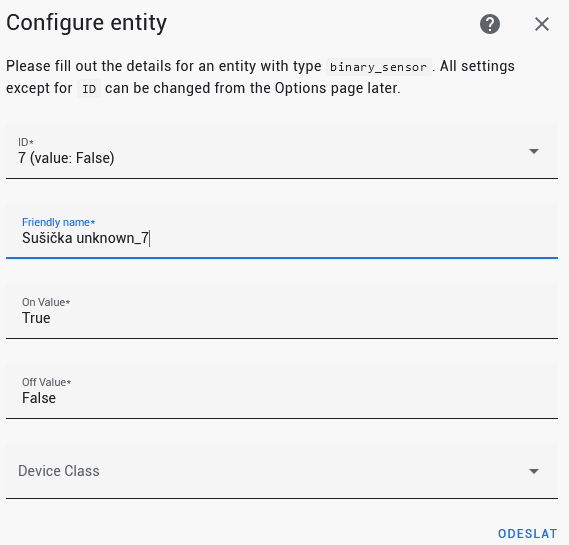 Configure entity
Please fill out the details for an entity with type binary_sensor. All settings
except for ID can be changed from the Options page later.
ID*
7 (value: False)
Friendly name*
Sušička unknown_7
On Value*
True
Off Value*
False
Device Class
ODESLAT